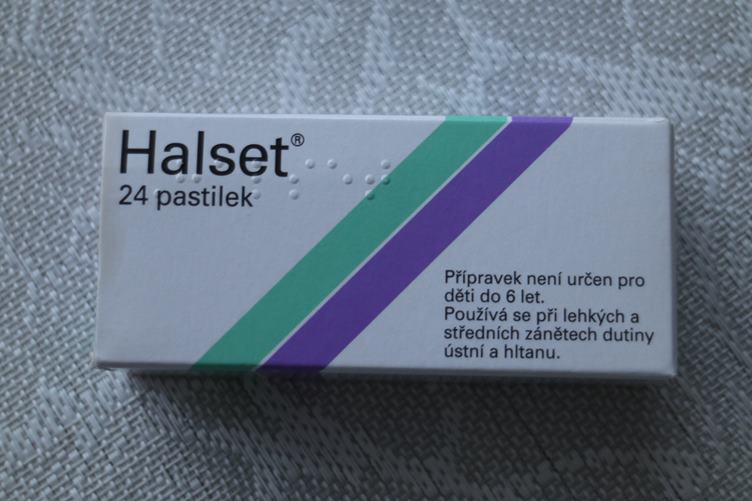 Halset®
24 pastilek
Přípravek není určen pro
děti do 6 let.
Používá se při lehkých a
středních zánětech dutiny
ústní a hltanu.